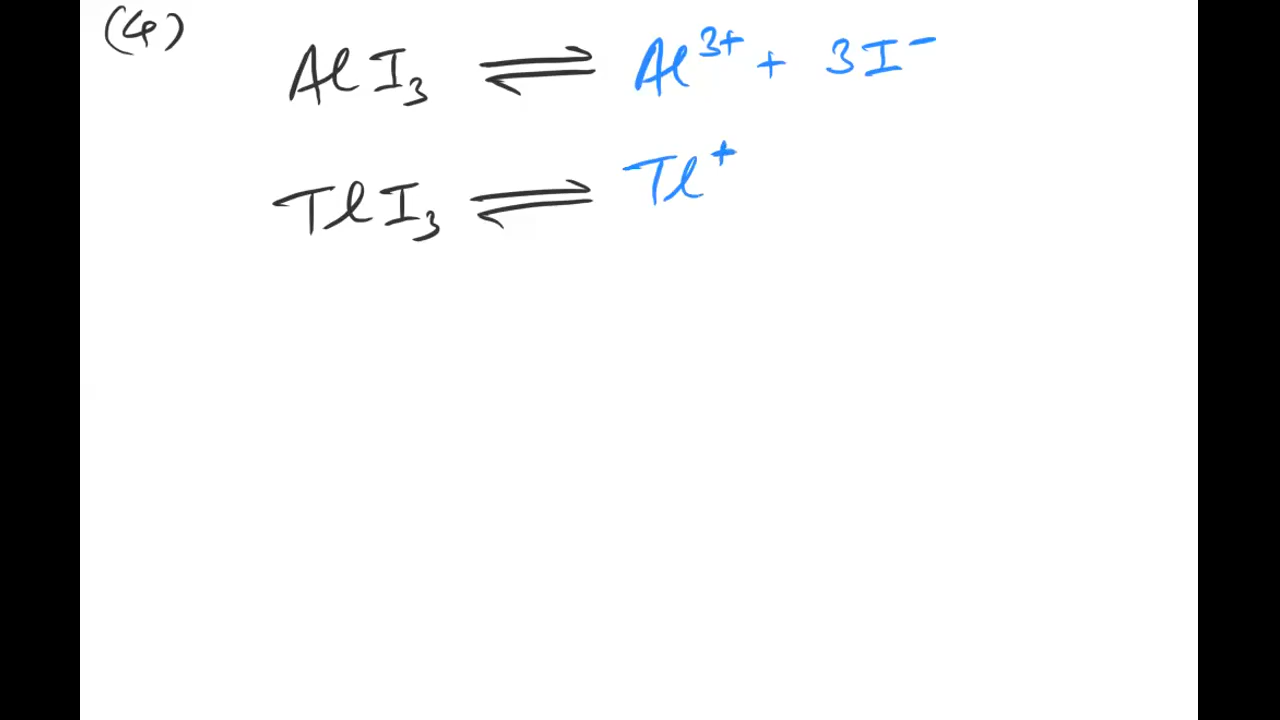 (4)
AlI₃ ⇌ Al³⁺ + 3I⁻
TlI₃ ⇌ Tl⁺